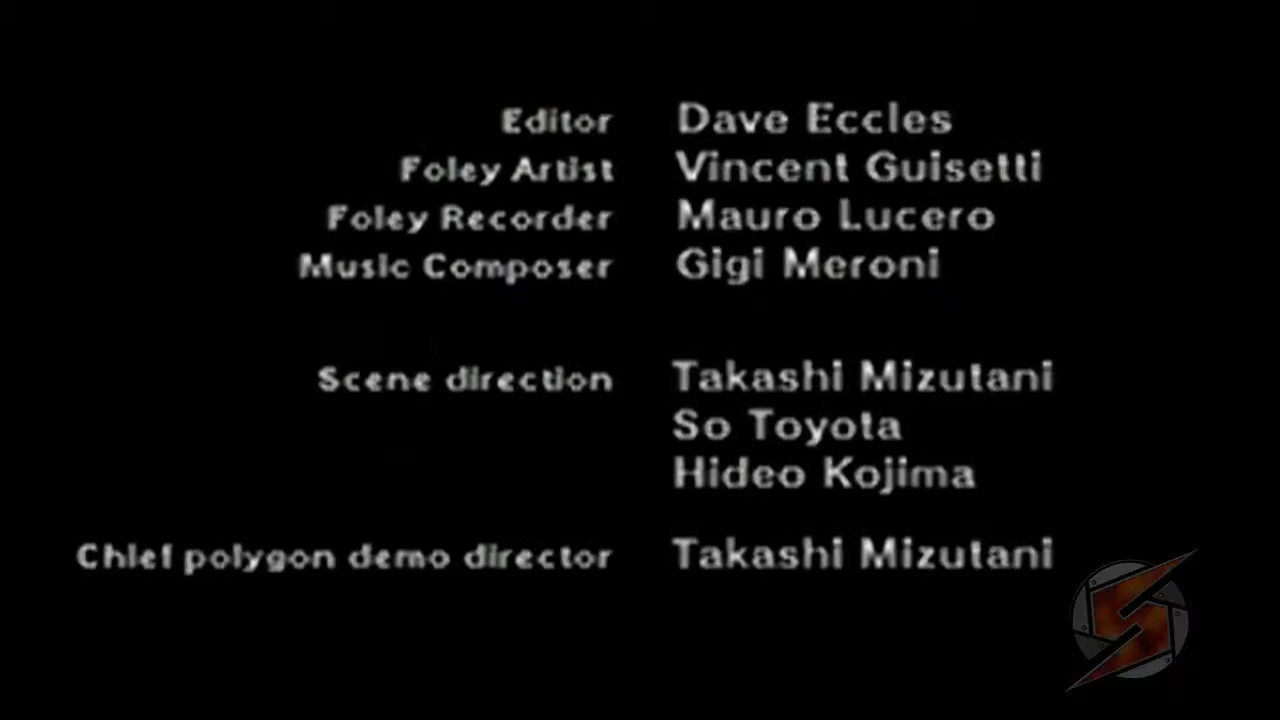 Editor Dave Eccles
Foley Artist Vincent Guisetti
Foley Recorder Mauro Lucero
Music Composer Gigi Meroni
Scene direction Takashi Mizutani
So Toyota
Hideo Kojima
Chief polygon demo director Takashi Mizutani